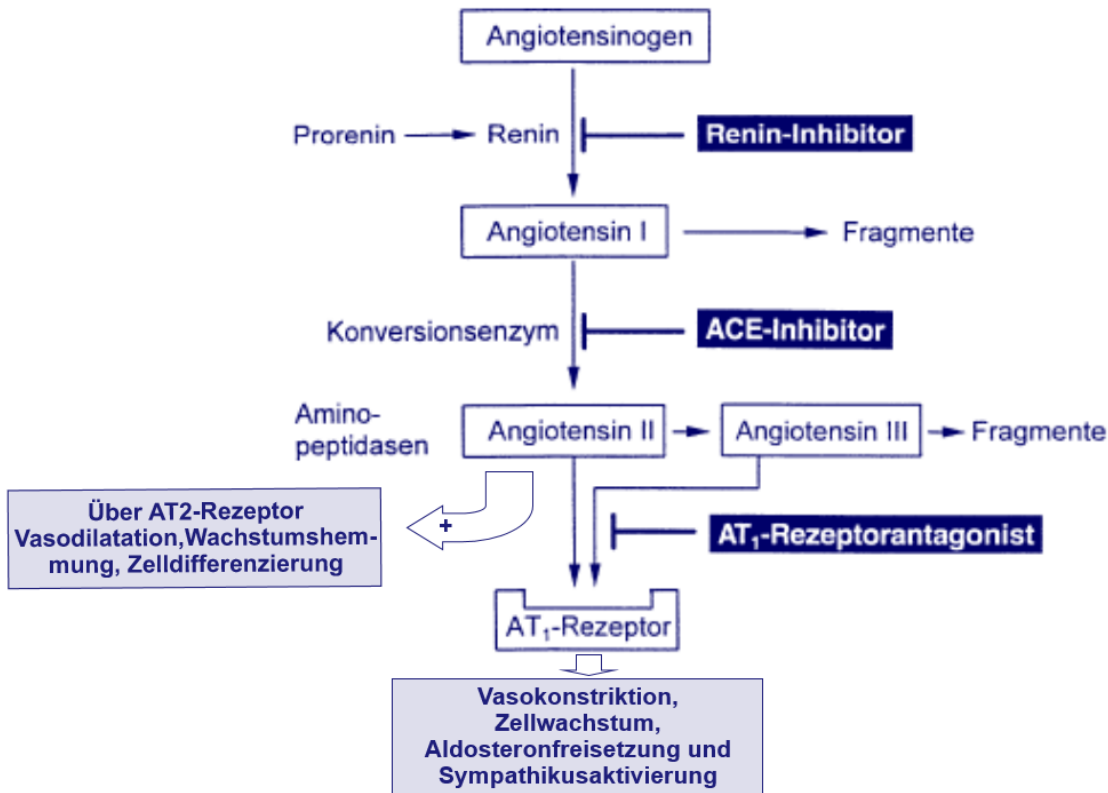 Angiotensinogen
Prorenin
Renin
Renin-Inhibitor
Angiotensin I
Fragmente
Konversionsenzym
ACE-Inhibitor
Amino-
peptidasen
Angiotensin II
Angiotensin III
Fragmente
Über AT2-Rezeptor
Vasodilatation,Wachstumshem-
mung, Zelldifferenzierung
+
AT₁-Rezeptorantagonist
AT₁-Rezeptor
Vasokonstriktion,
Zellwachstum,
Aldosteronfreisetzung und
Sympathikusaktivierung